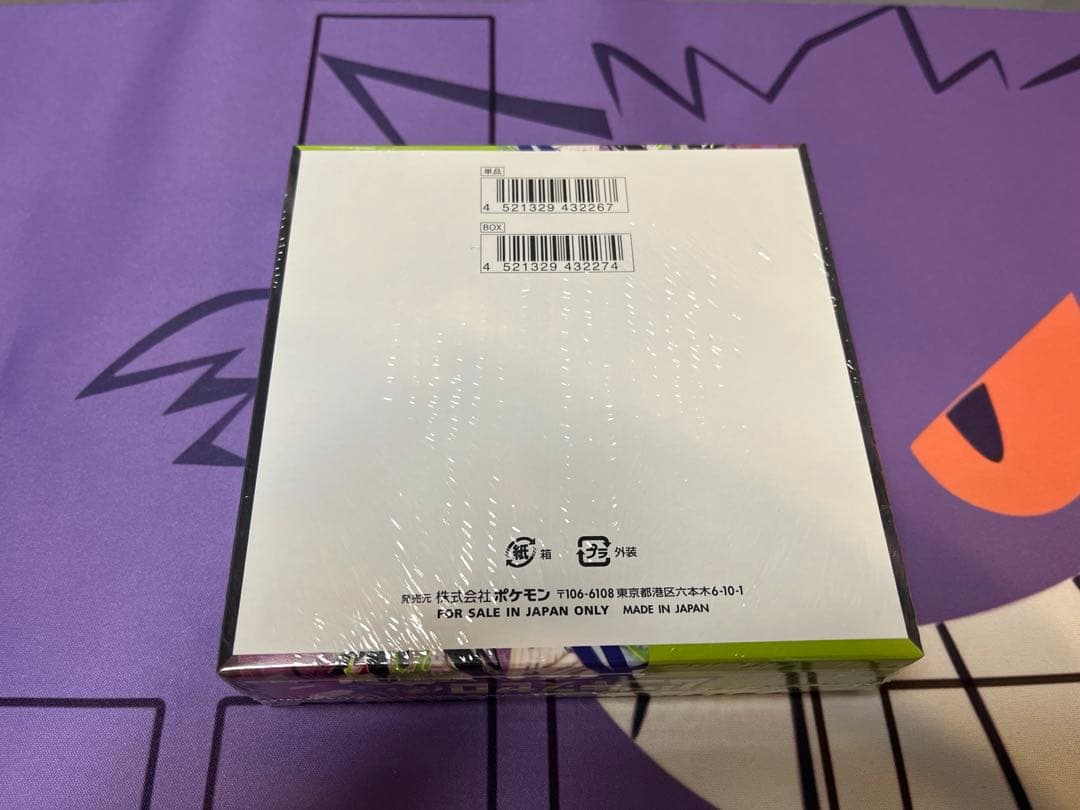 単品
4 521329 432267
BOX
4 521329 432274
紙 箱 プラ 外装
発売元 株式会社 ポケモン 〒106-6108 東京都港区六本木6-10-1
FOR SALE IN JAPAN ONLY MADE IN JAPAN